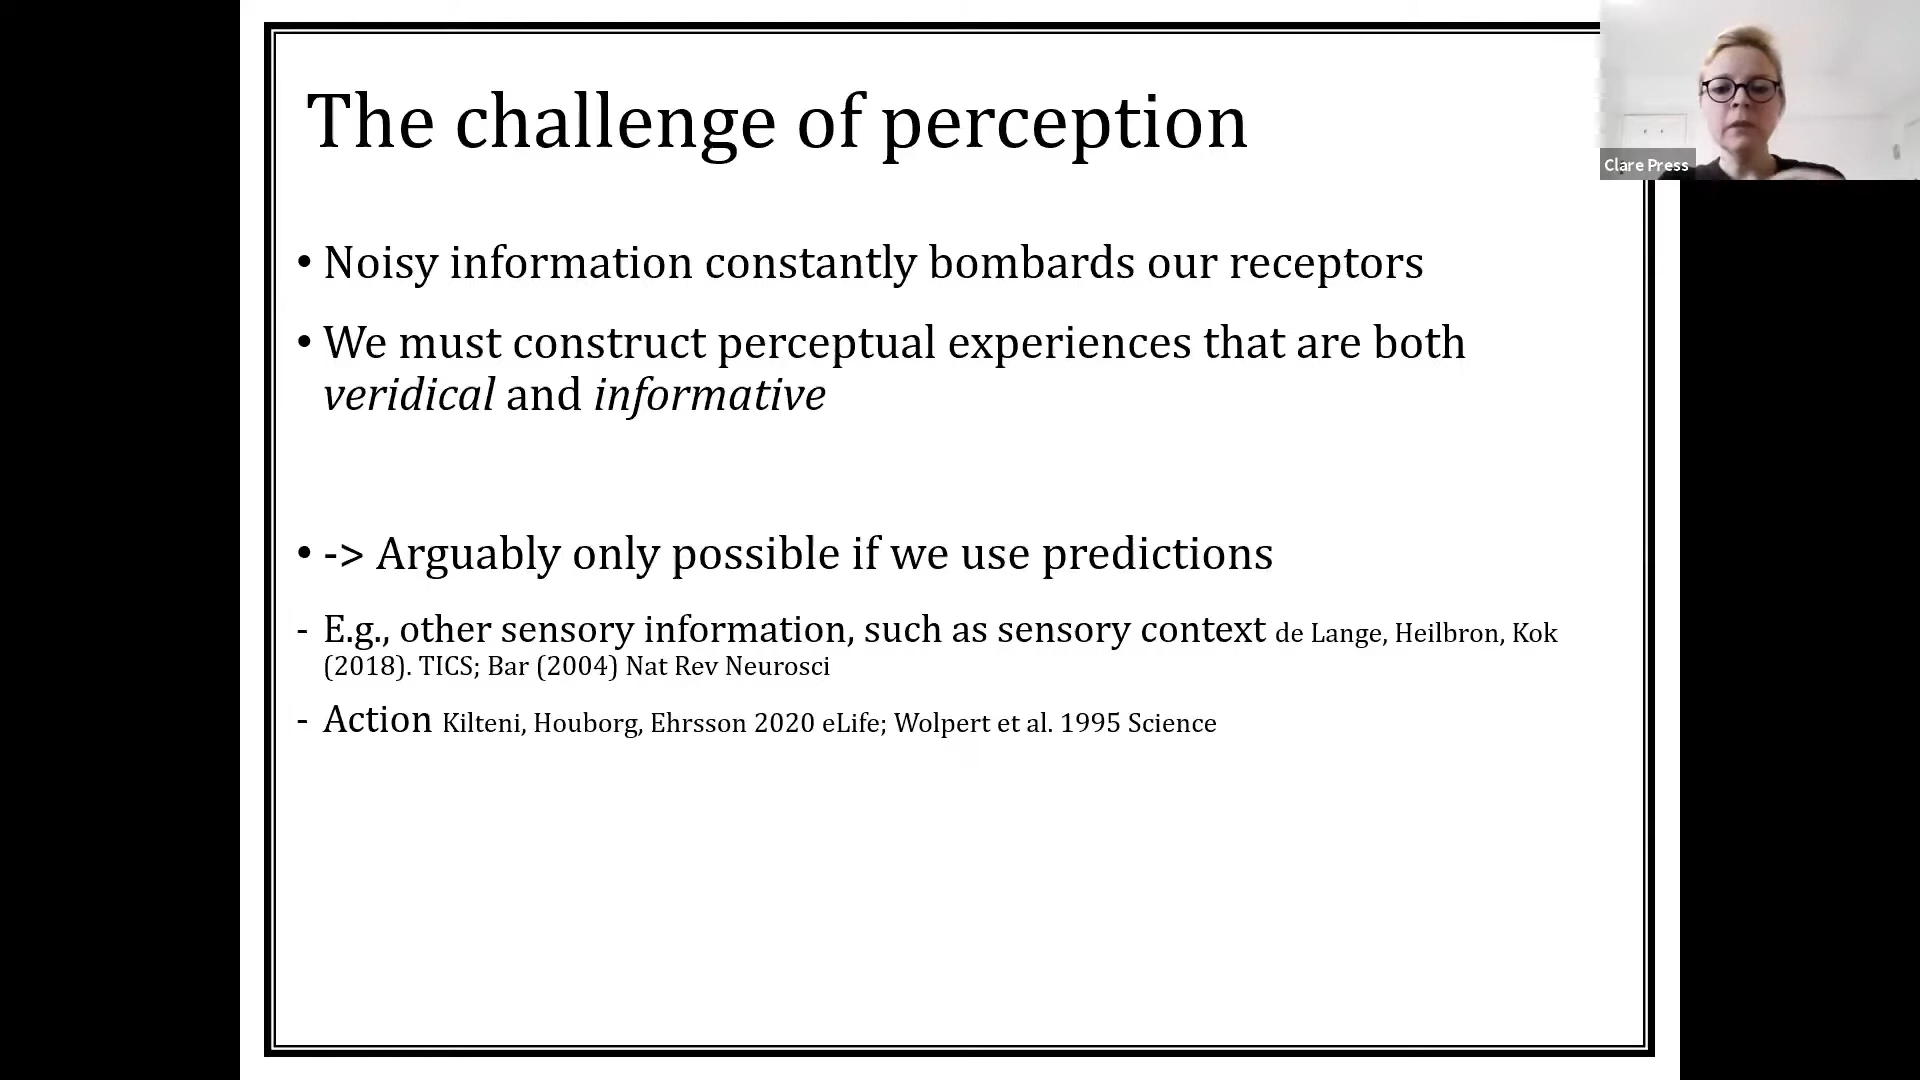 The challenge of perception
Clare Press
• Noisy information constantly bombards our receptors
• We must construct perceptual experiences that are both
veridical and informative
• -> Arguably only possible if we use predictions
- E.g., other sensory information, such as sensory context de Lange, Heilbron, Kok
(2018). TICS; Bar (2004) Nat Rev Neurosci
- Action Kilteni, Houborg, Ehrsson 2020 eLife; Wolpert et al. 1995 Science